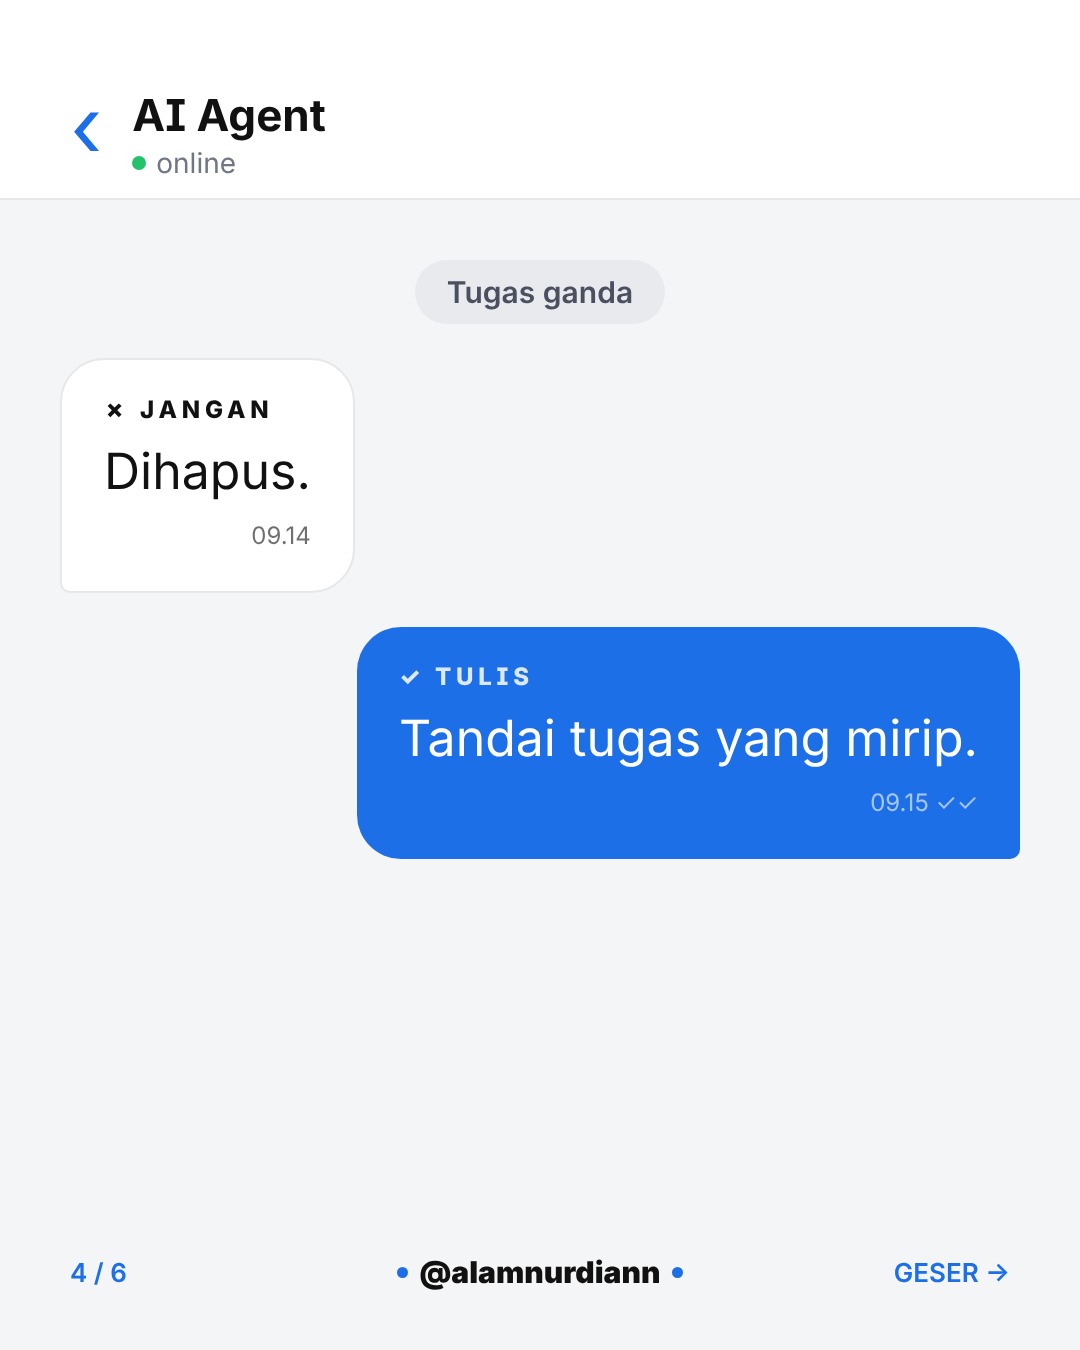 AI Agent
online
Tugas ganda
× JANGAN
Dihapus.
09.14
✓ TULIS
Tandai tugas yang mirip.
09.15 ✓✓
4 / 6
• @alamnurdiann •
GESER →